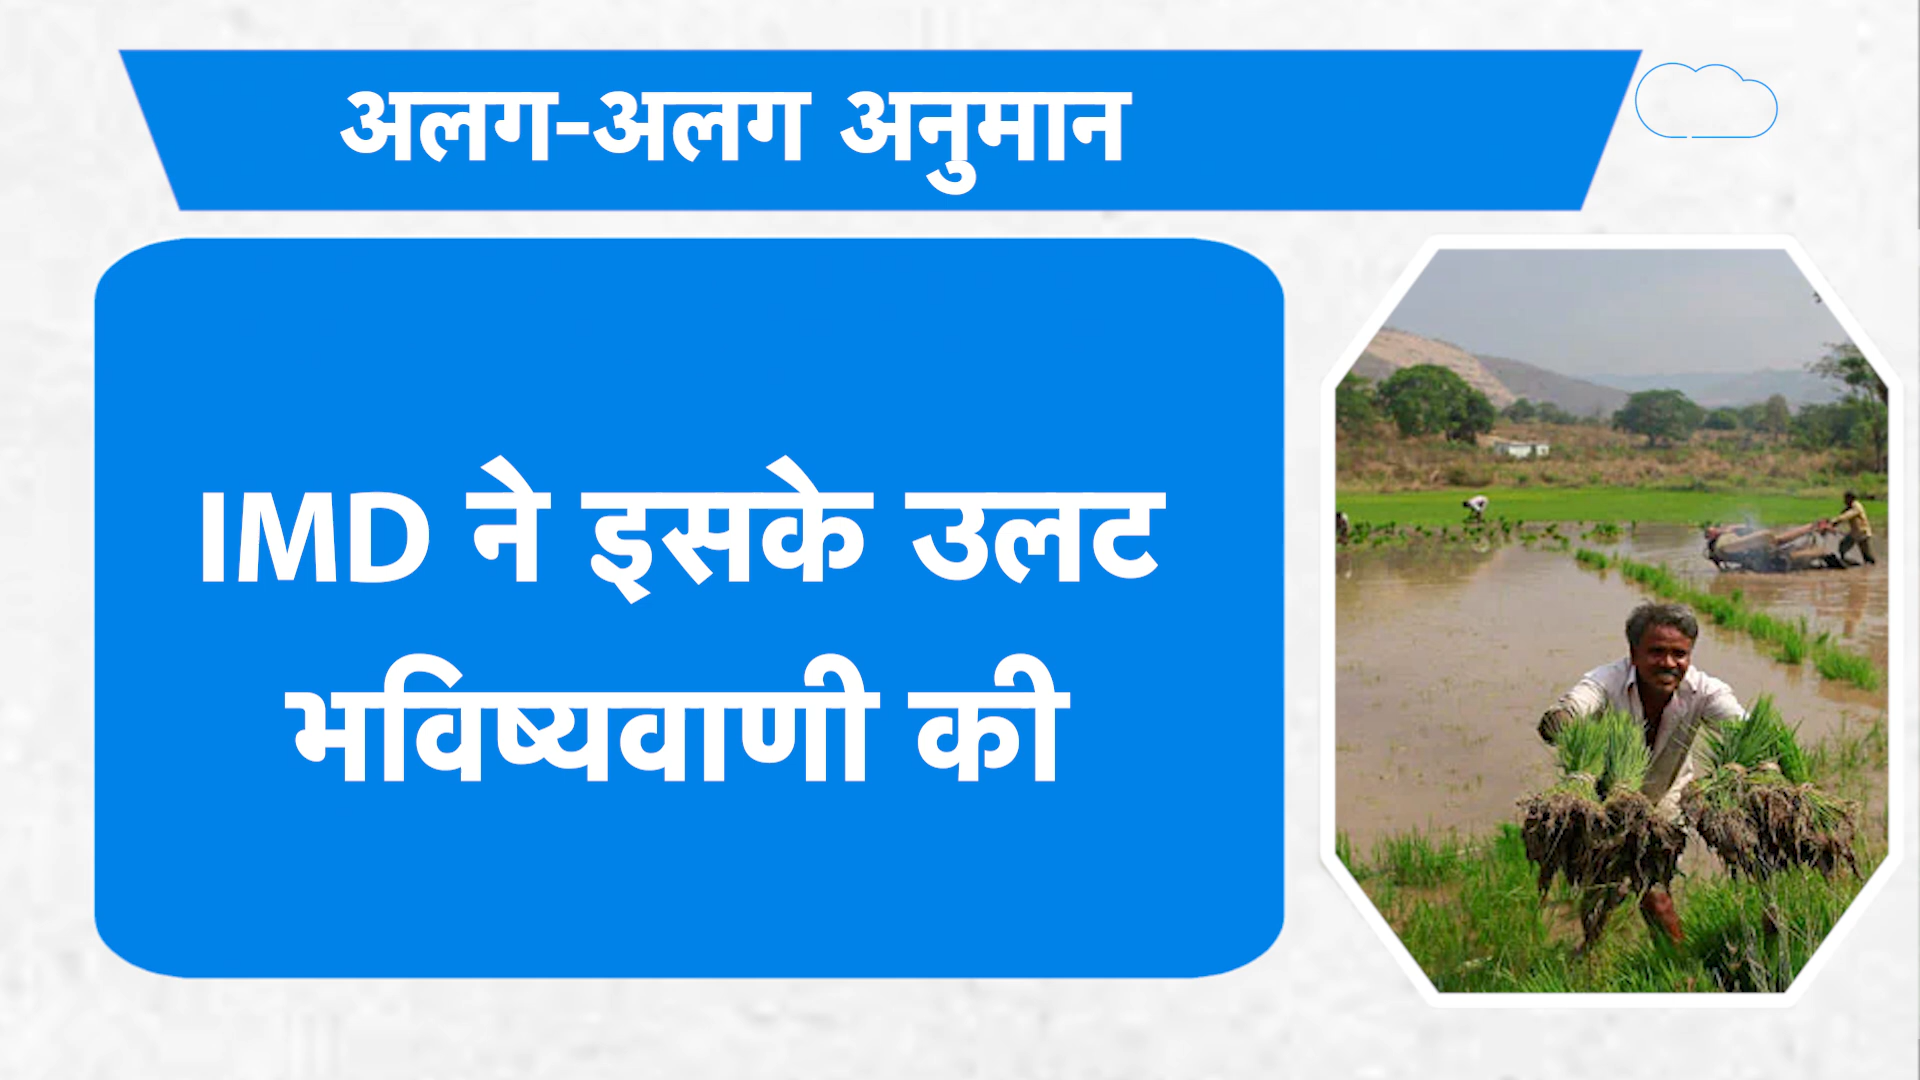 अलग-अलग अनुमान
IMD ने इसके उलट
भविष्यवाणी की